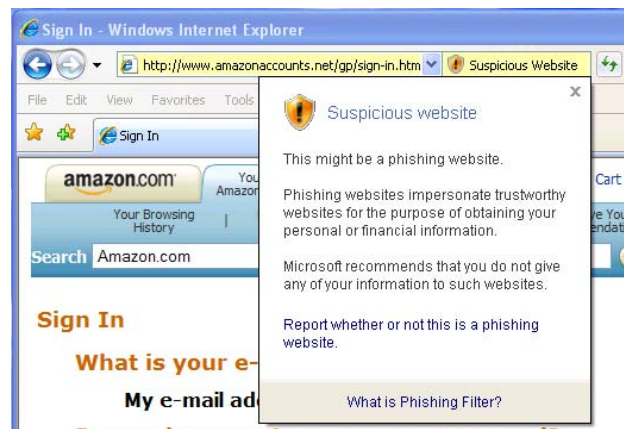 Sign In - Windows Internet Explorer
http://www.amazonaccounts.net/gp/sign-in.htm Suspicious Website
File Edit View Favorites Tools
Sign In
Suspicious website
x
This might be a phishing website.
Phishing websites impersonate trustworthy
websites for the purpose of obtaining your
personal or financial information.
Microsoft recommends that you do not give
any of your information to such websites.
Report whether or not this is a phishing
website.
What is Phishing Filter?
amazon.com
Cart
Your Browsing
History |
Search Amazon.com
Sign In
What is your e-
My e-mail